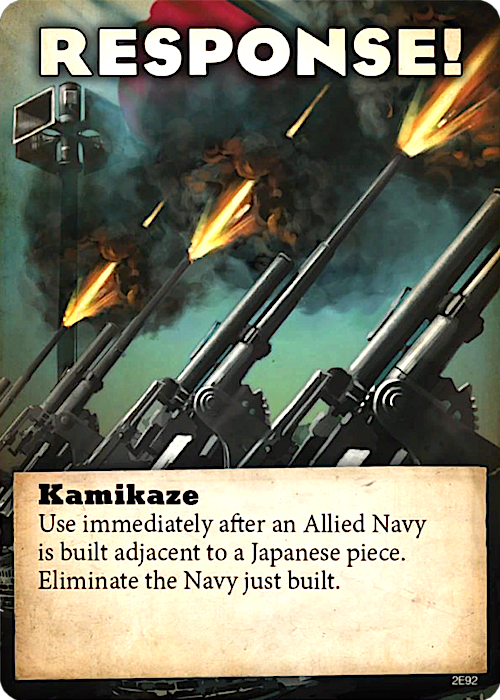 RESPONSE!
Kamikaze
Use immediately after an Allied Navy
is built adjacent to a Japanese piece.
Eliminate the Navy just built.
2E92